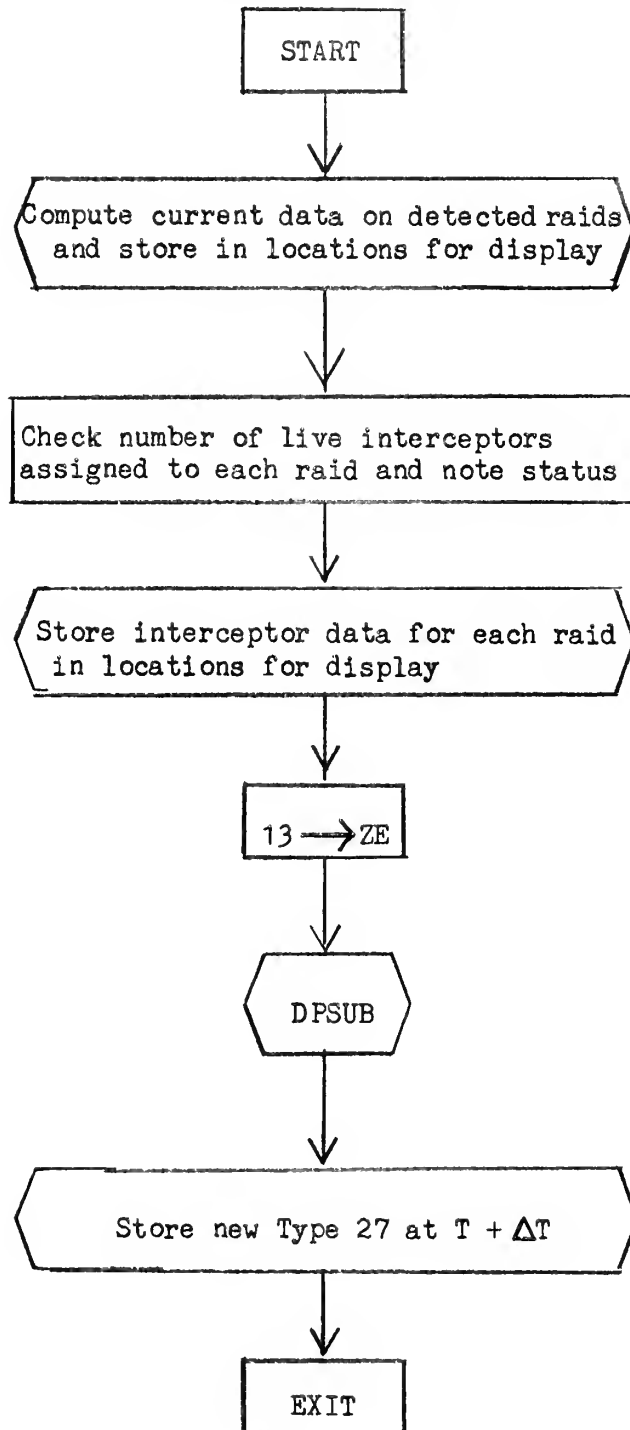 START
Compute current data on detected raids
and store in locations for display
Check number of live interceptors
assigned to each raid and note status
Store interceptor data for each raid
in locations for display
13 → ZE
DPSUB
Store new Type 27 at T + ΔT
EXIT